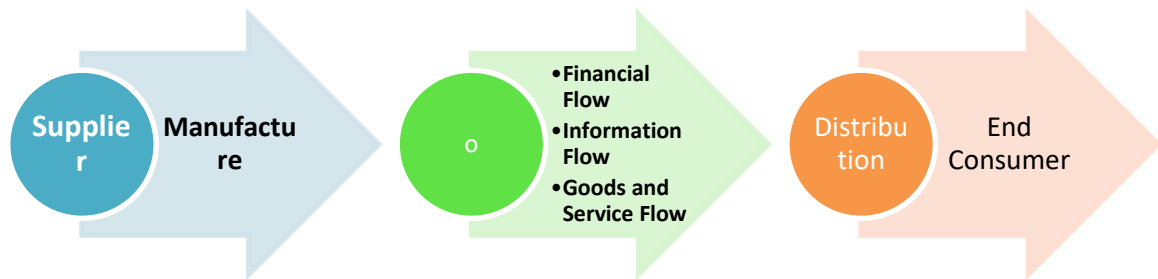 Supplie
r
Manufactu
re
o
•Financial
Flow
•Information
Flow
•Goods and
Service Flow
Distribu
tion
End
Consumer